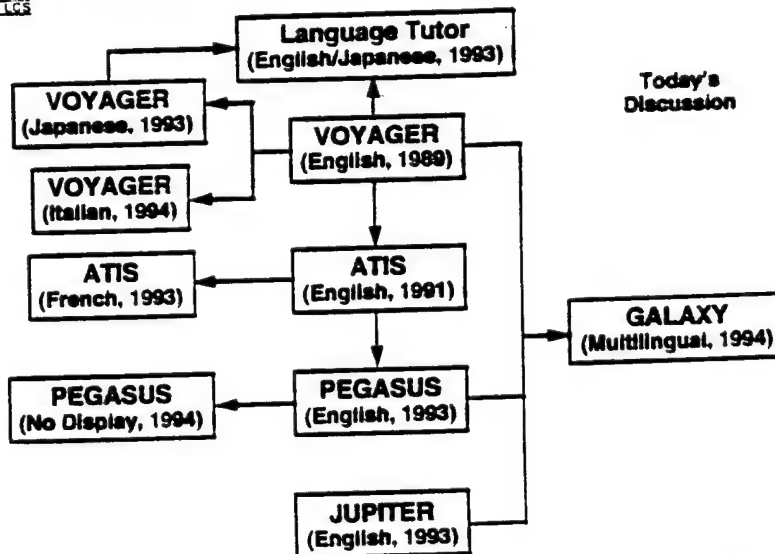 LCS
Language Tutor
(English/Japanese, 1993)
Today's
Discussion
VOYAGER
(Japanese, 1993)
VOYAGER
(English, 1989)
VOYAGER
(Italian, 1994)
ATIS
(French, 1993)
ATIS
(English, 1991)
GALAXY
(Multilingual, 1994)
PEGASUS
(No Display, 1994)
PEGASUS
(English, 1993)
JUPITER
(English, 1993)